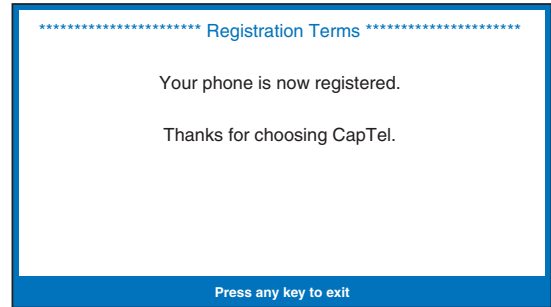 *********************** Registration Terms **********************
Your phone is now registered.
Thanks for choosing CapTel.
Press any key to exit